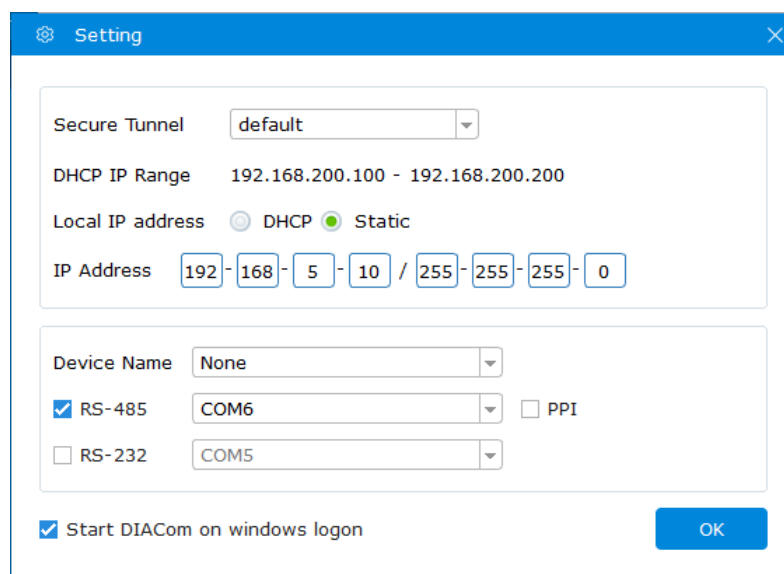 Setting
Secure Tunnel default
DHCP IP Range 192.168.200.100 - 192.168.200.200
Local IP address DHCP Static
IP Address 192 - 168 - 5 - 10 / 255 - 255 - 255 - 0
Device Name None
RS-485 COM6 PPI
RS-232 COM5
Start DIACom on windows logon OK